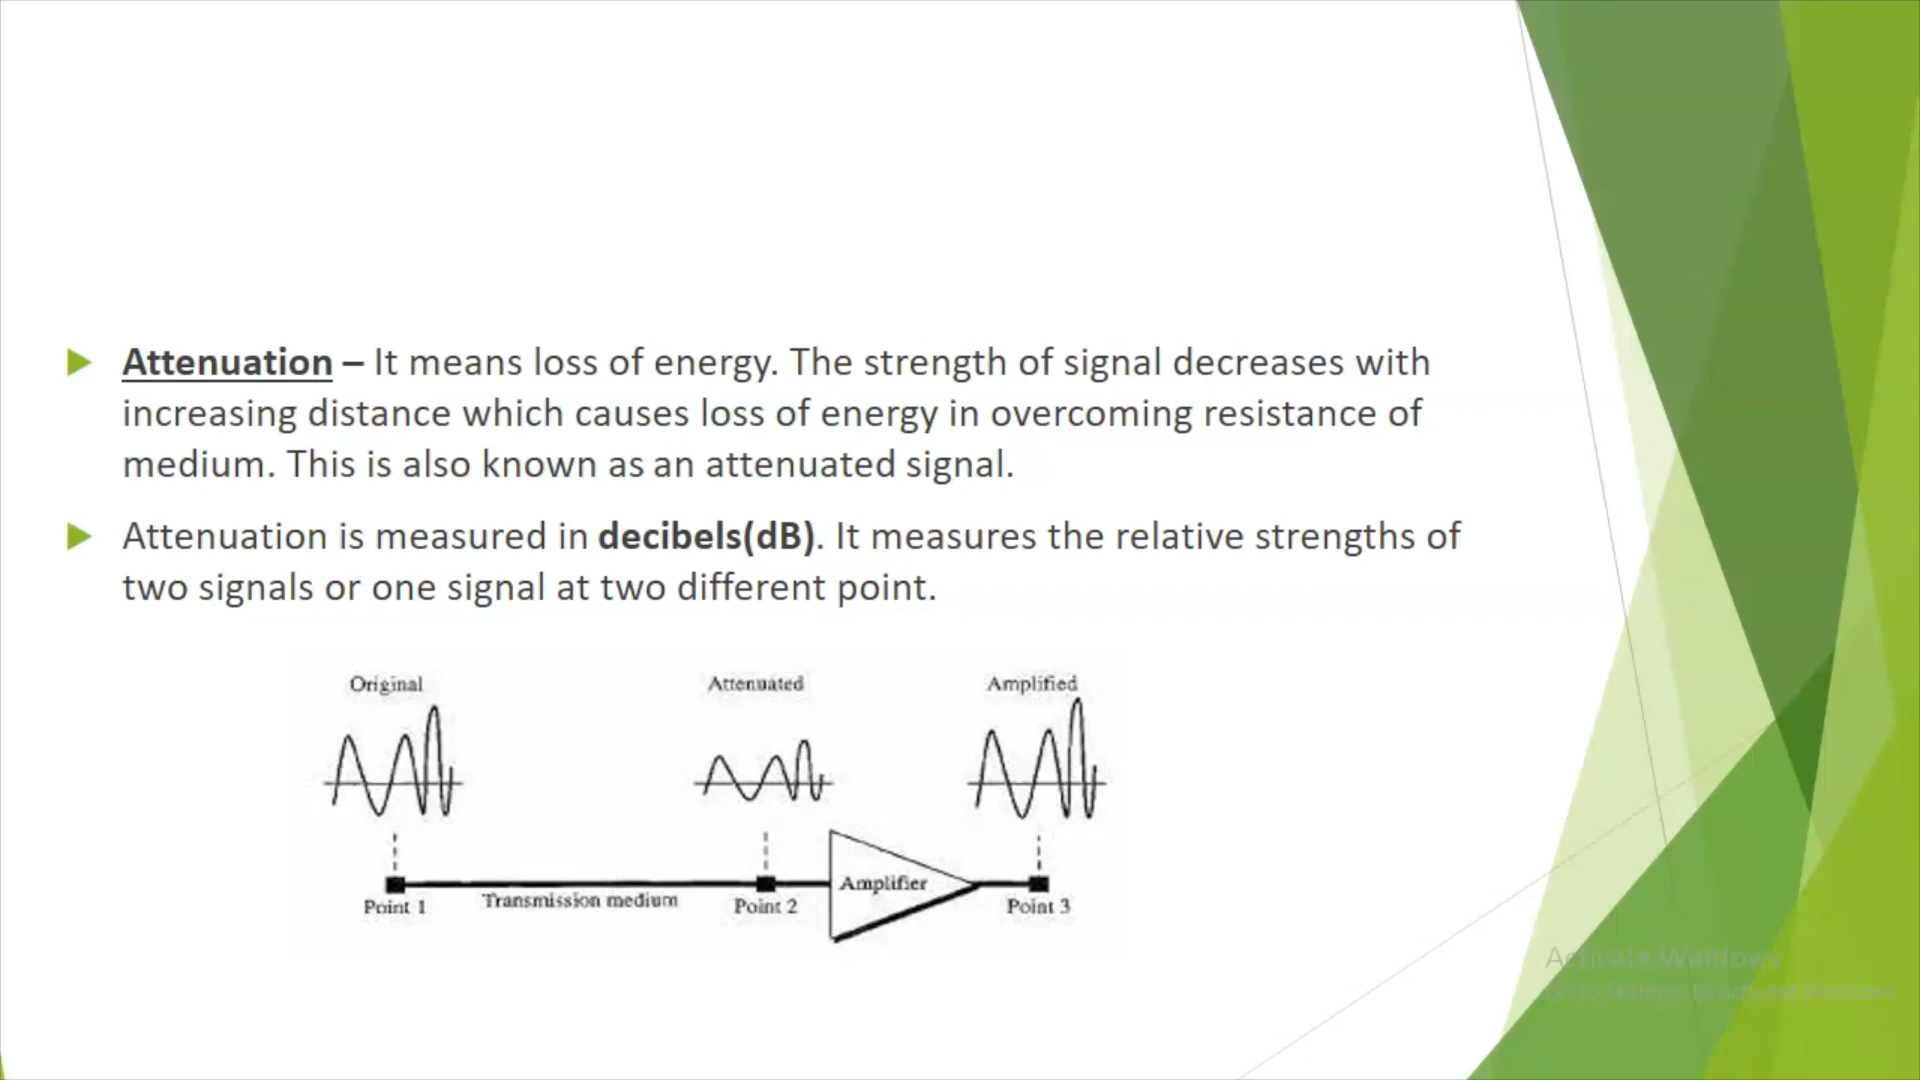 Attenuation – It means loss of energy. The strength of signal decreases with
increasing distance which causes loss of energy in overcoming resistance of
medium. This is also known as an attenuated signal.
Attenuation is measured in decibels(dB). It measures the relative strengths of
two signals or one signal at two different point.
Original Attenuated Amplified
Amplifier
Transmission medium
Point 1 Point 2 Point 3
Activate Windows